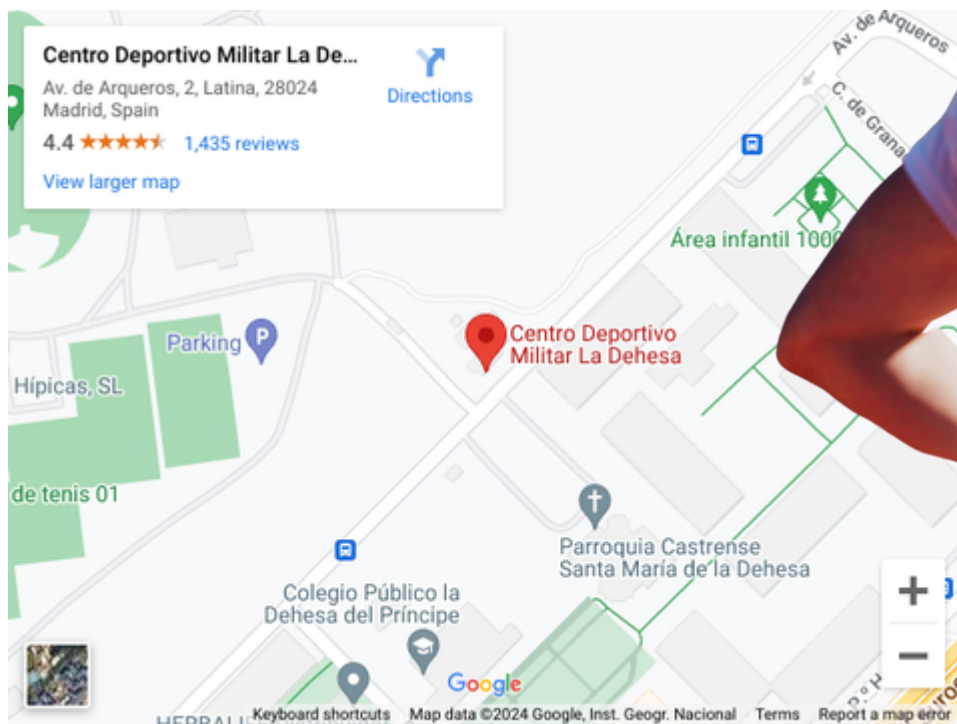 Centro Deportivo Militar La De...
Av. de Arqueros, 2, Latina, 28024
Madrid, Spain
4.4
1,435 reviews
Directions
View larger map
Av. de Arqueros
C. de Grana
Área infantil 1000
Parking
P
Centro Deportivo
Militar La Dehesa
Hípicas, SL
de tenis 01
Parroquia Castrense
Santa María de la Dehesa
Colegio Público la
Dehesa del Príncipe
Google
Keyboard shortcuts
Map data ©2024 Google, Inst. Geogr. Nacional
Terms
Report a map error